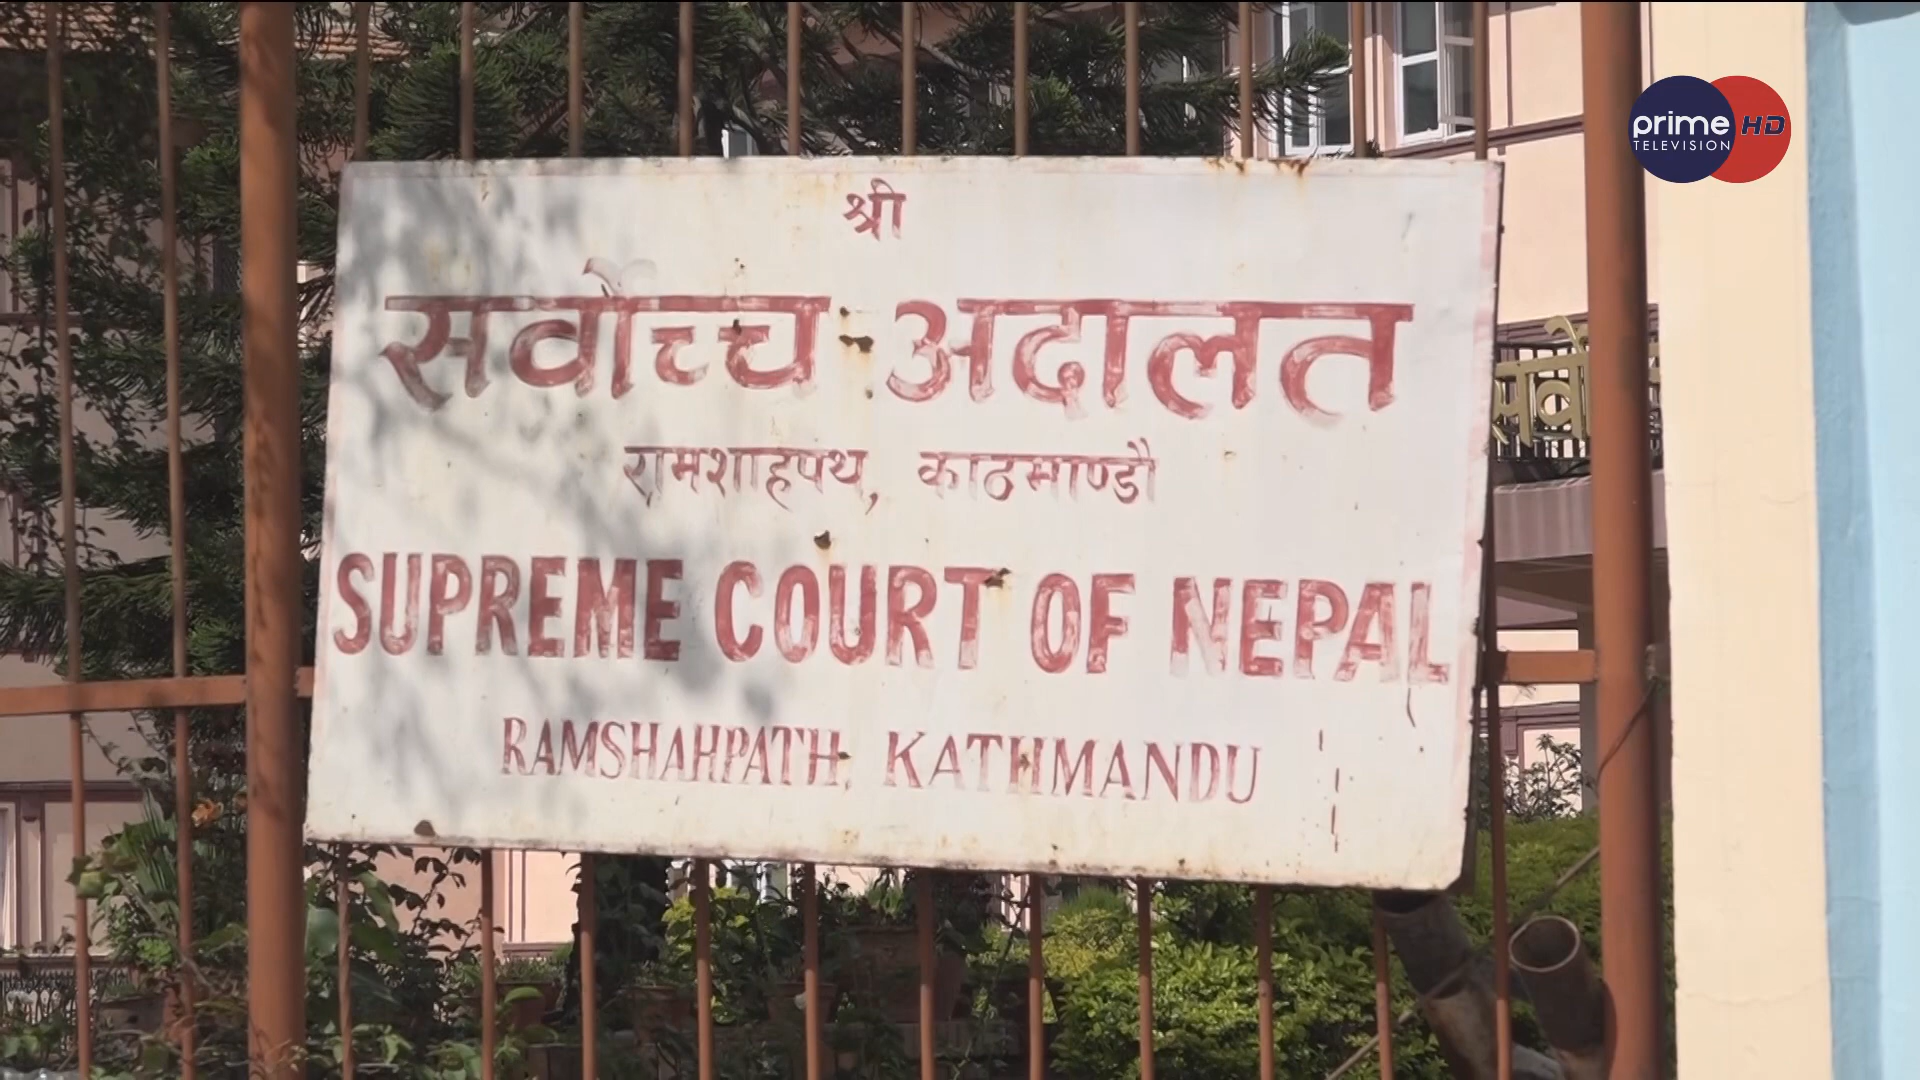 prime HD
TELEVISION
श्री
सर्वोच्च अदालत
रामशाहपथ, काठमाण्डौ
SUPREME COURT OF NEPAL
RAMSHAHPATH, KATHMANDU